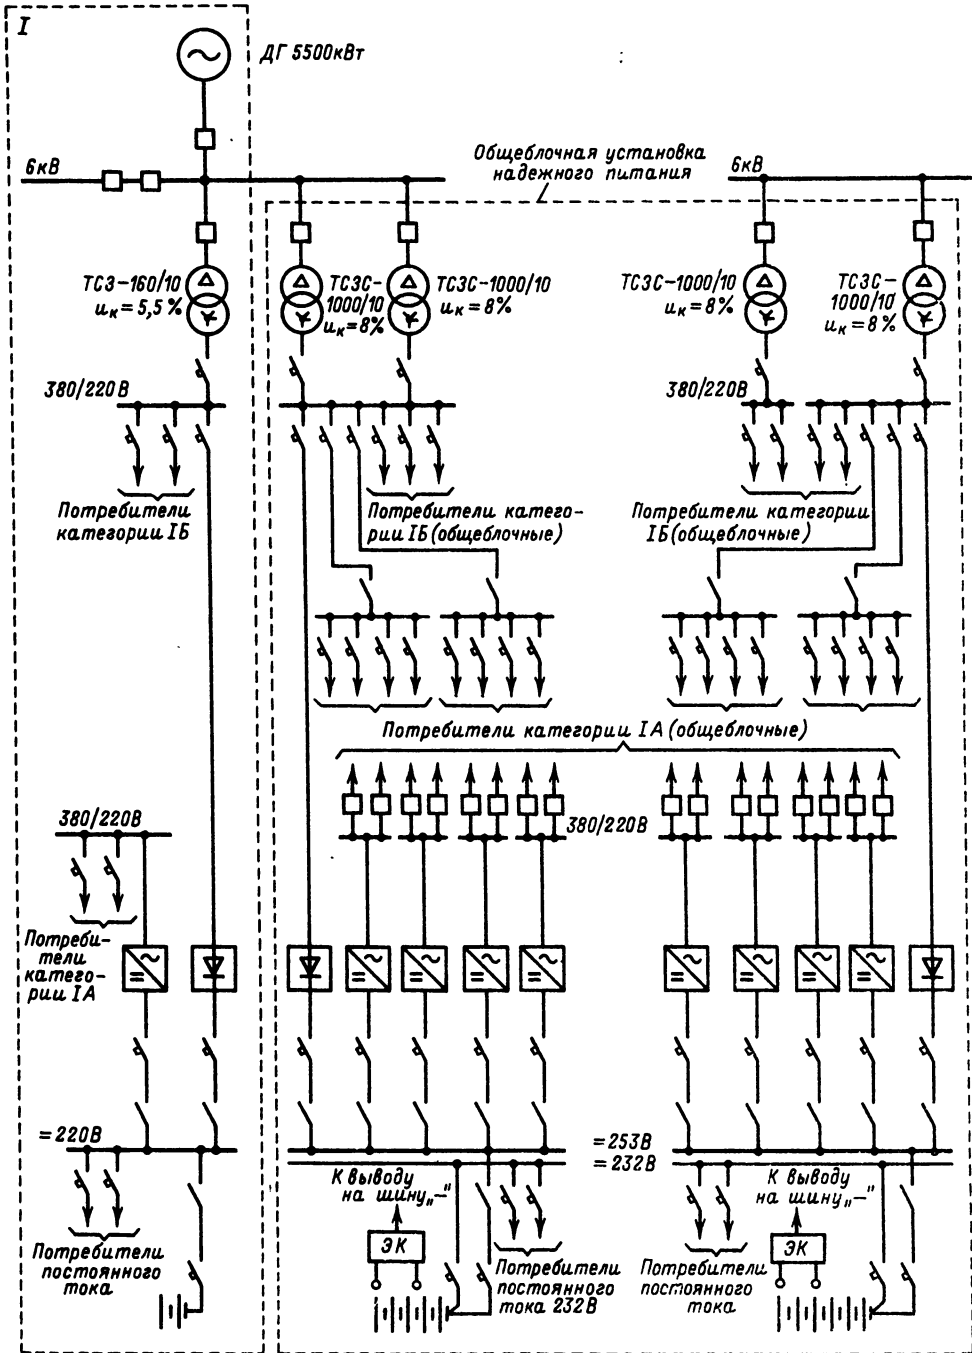 I
ДГ 5500кВт
6кВ
Общеблочная установка
надежного питания
6кВ
ТСЗ-160/10
uк=5,5%
ТСЗС-
1000/10
uк=8%
ТСЗС-1000/10
uк=8%
ТСЗС-1000/10
uк=8%
ТСЗС-
1000/10
uк=8%
380/220В
380/220В
Потребители
категории IБ
Потребители катего-
рии IБ (общеблочные)
Потребители категории
IБ (общеблочные)
Потребители категории IА (общеблочные)
380/220В
380/220В
Потреби-
тели
катего-
рии IА
=220В
=253В
=232В
К выводу
на шину „—"
ЭК
К выводу
на шину „—"
ЭК
Потребители
постоянного
тока
Потребители
постоянного
тока 232В
Потребители
постоянного
тока